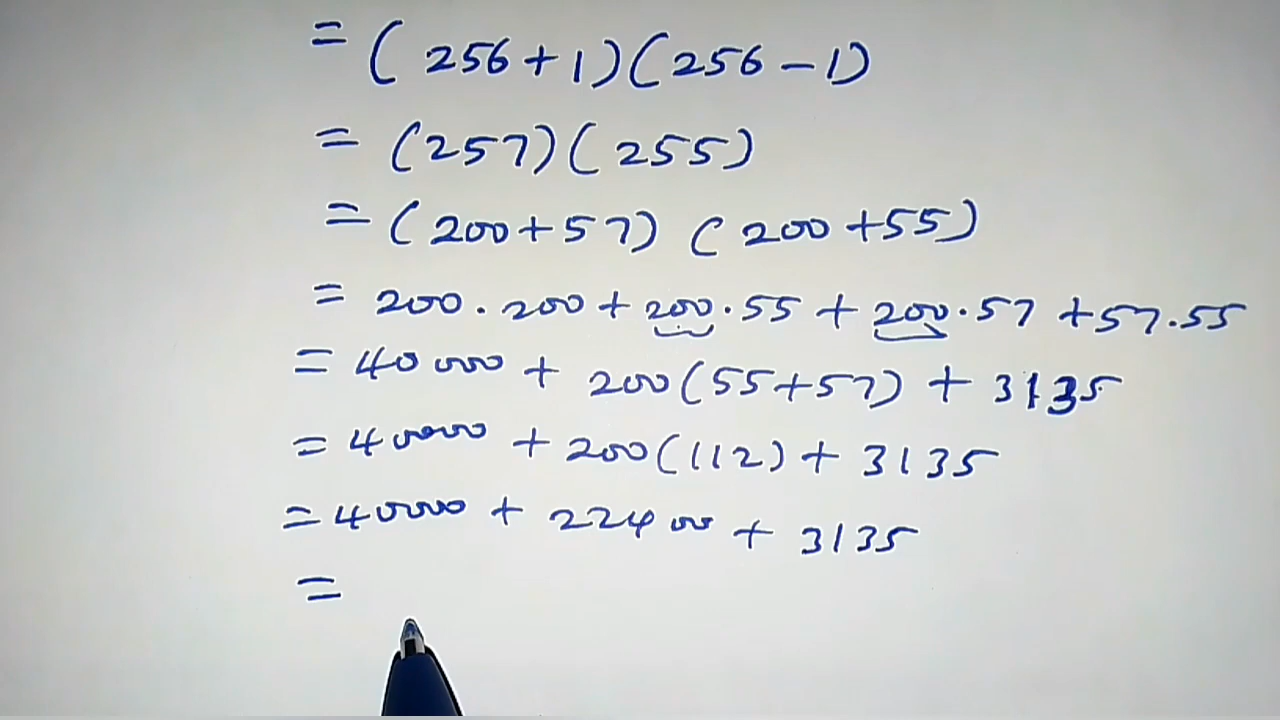 = (256+1)(256-1)
= (257)(255)
= (200+57) (200+55)
= 200.200 + 200.55 + 200.57 + 57.55
= 40000 + 200(55+57) + 3135
= 40000 + 200(112) + 3135
= 40000 + 22400 + 3135
=